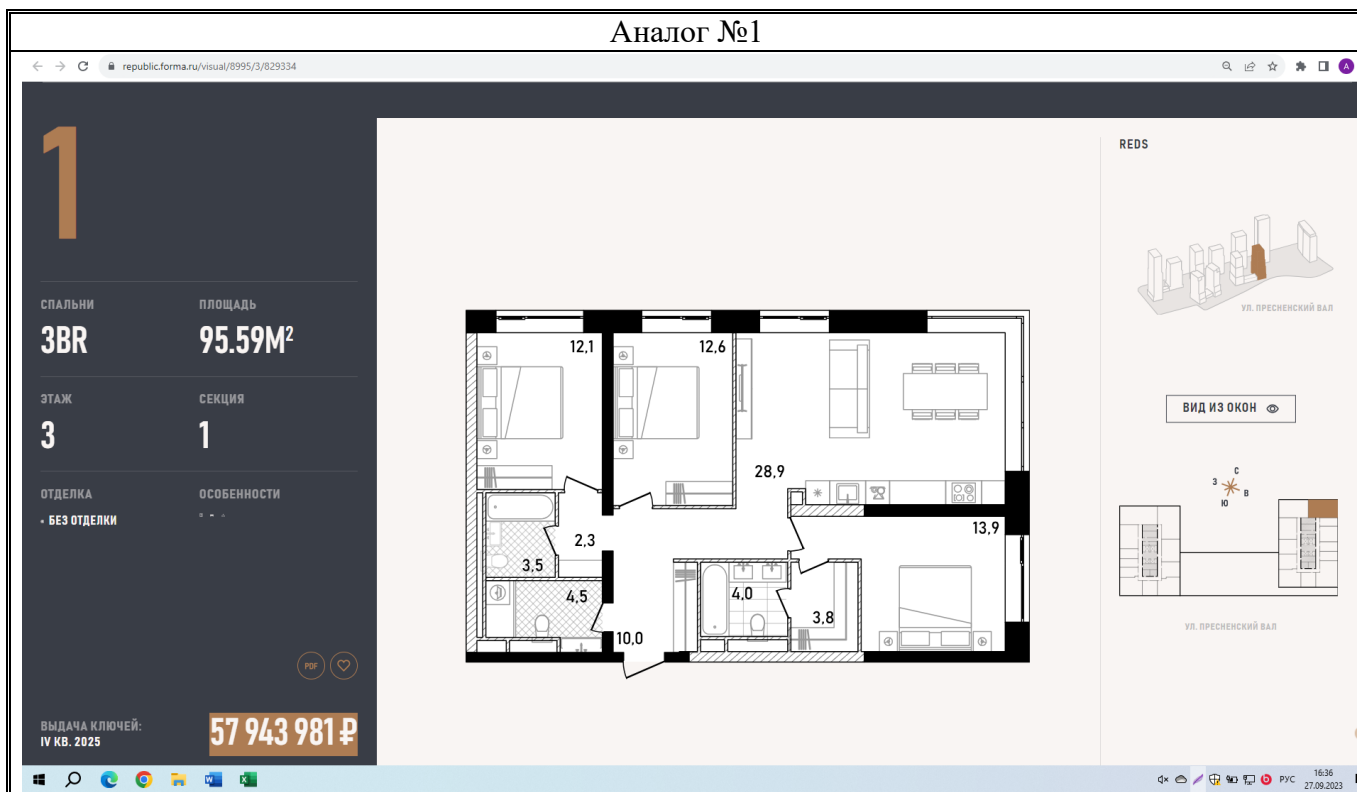 Аналог №1
republic.forma.ru/visual/8995/3/829334
A
1
СПАЛЬНИ
ПЛОЩАДЬ
3BR
95.59М²
ЭТАЖ
СЕКЦИЯ
3
1
ОТДЕЛКА
ОСОБЕННОСТИ
БЕЗ ОТДЕЛКИ
PDF
ВЫДАЧА КЛЮЧЕЙ:
IV КВ. 2025
57 943 981 ₽
12,1
12,6
28,9
13,9
2,3
3,5
4,5
4,0
3,8
10,0
REDS
УЛ. ПРЕСНЕНСКИЙ ВАЛ
ВИД ИЗ ОКОН
С
З
В
Ю
УЛ. ПРЕСНЕНСКИЙ ВАЛ
РУС
16:36
27.09.2023